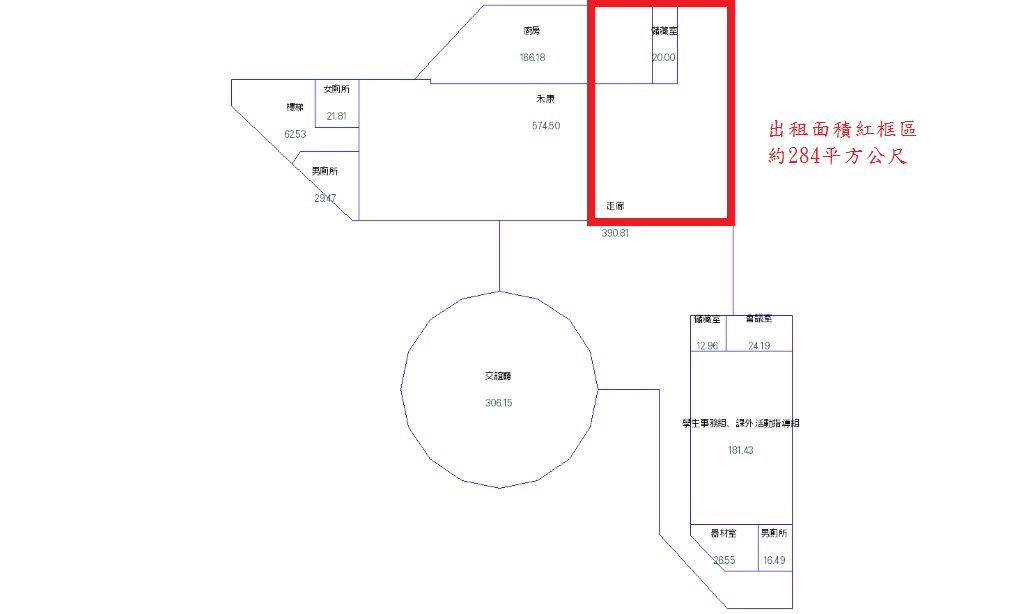 廚房
166.18
儲藏室
20.00
女廁所
21.81
樓梯
62.53
禾康
574.50
出租面積紅框區
約284平方公尺
男廁所
29.47
走廊
390.81
儲藏室
12.96
會議室
24.19
交誼廳
306.15
學生事務組、課外活動指導組
181.43
器材室
26.55
男廁所
16.49